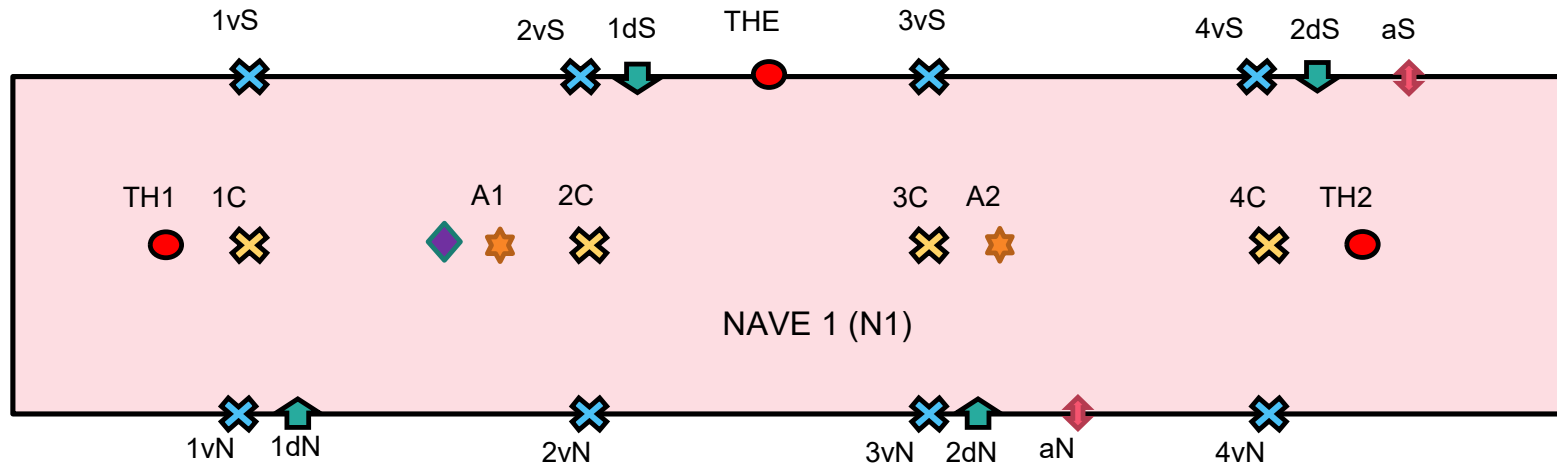 1vS 2vS 1dS THE 3vS 4vS 2dS aS
TH1 1C A1 2C 3C A2 4C TH2
NAVE 1 (N1)
1vN 1dN 2vN 3vN 2dN aN 4vN